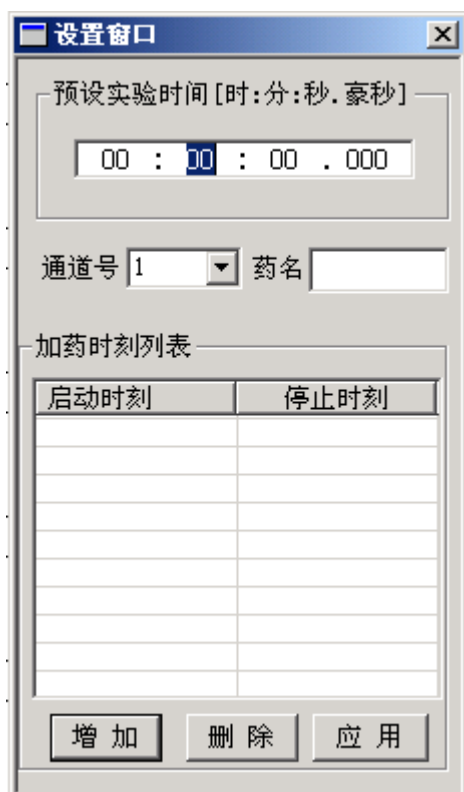 设置窗口
预设实验时间[时:分:秒.豪秒]
00 : 00 : 00 . 000
通道号 1 药名
加药时刻列表
启动时刻 停止时刻
增 加 删 除 应 用